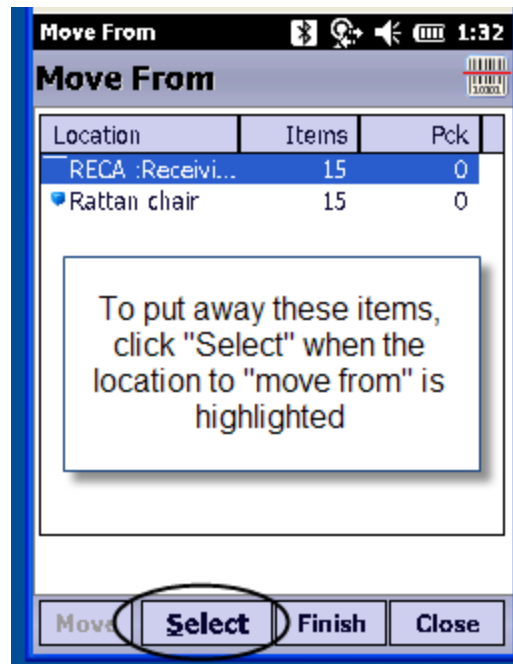 Move From 1:32
Move From
Location Items Pck
RECA :Receivi... 15 0
Rattan chair 15 0
To put away these items,
click "Select" when the
location to "move from" is
highlighted
Move Select Finish Close